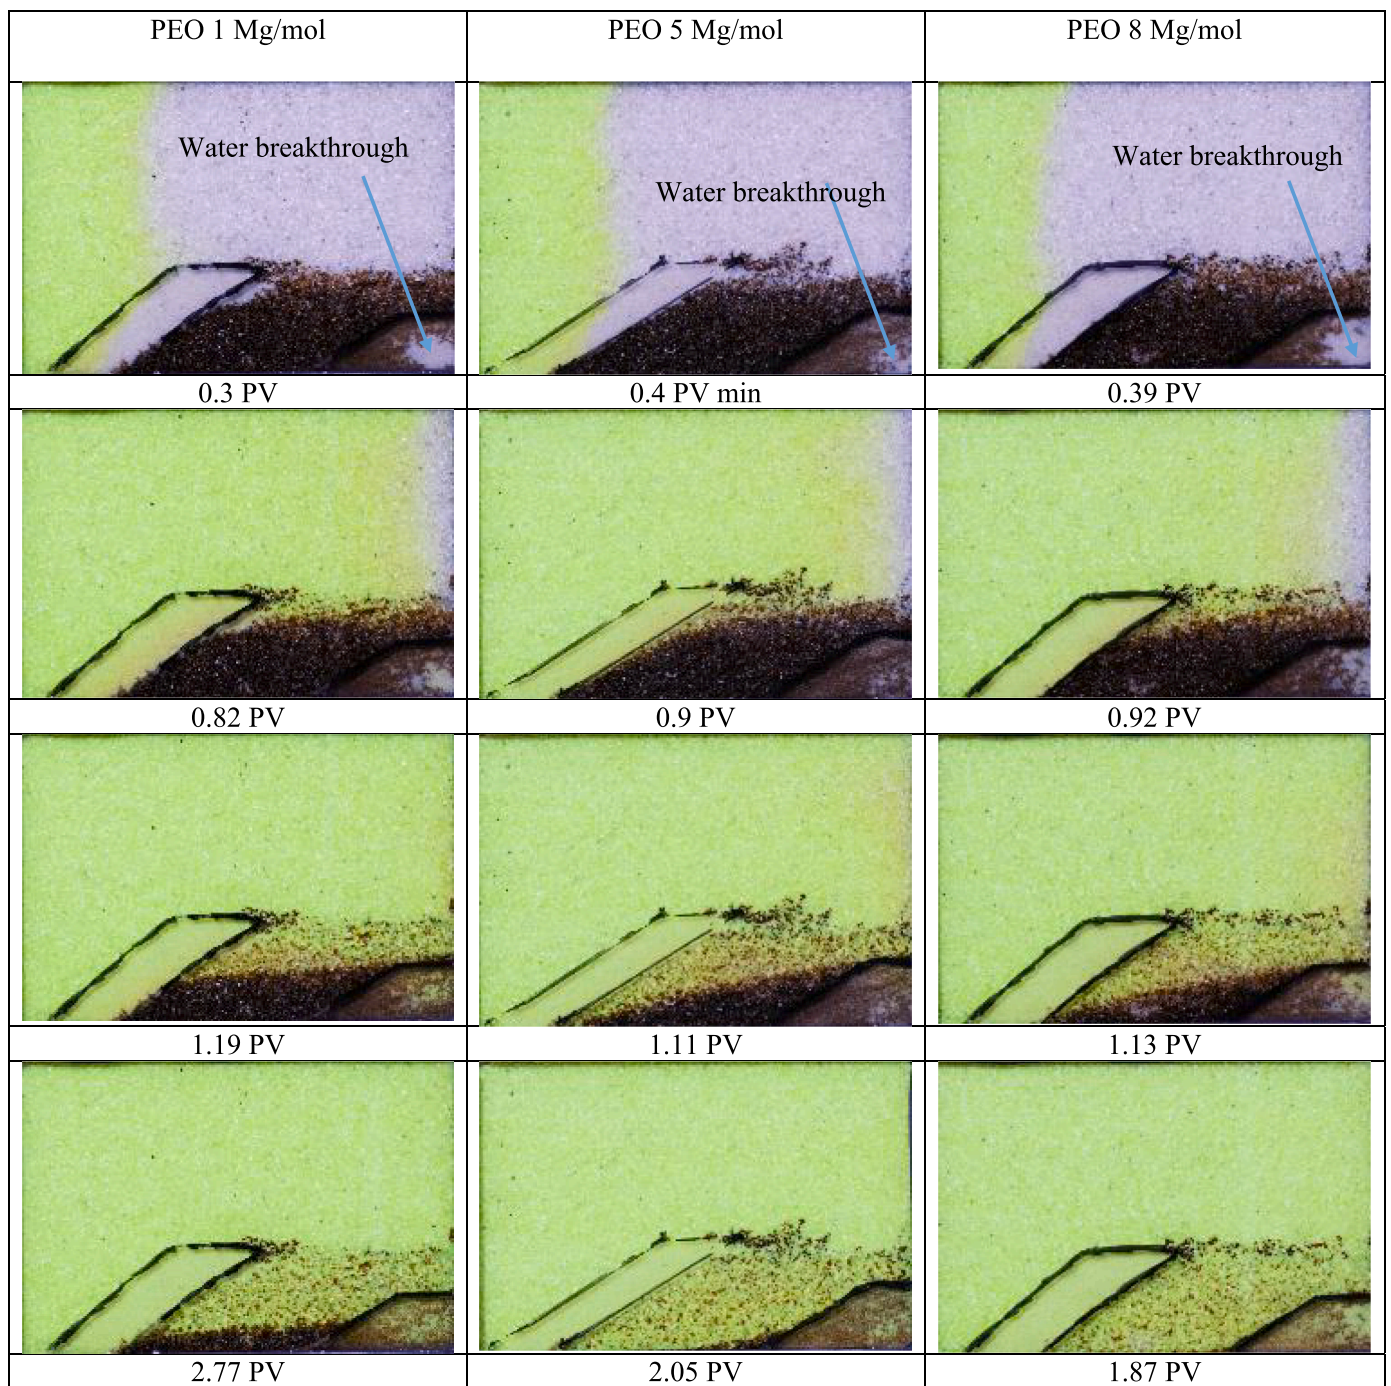 PEO 1 Mg/mol
PEO 5 Mg/mol
PEO 8 Mg/mol
Water breakthrough
Water breakthrough
Water breakthrough
0.3 PV
0.4 PV min
0.39 PV
0.82 PV
0.9 PV
0.92 PV
1.19 PV
1.11 PV
1.13 PV
2.77 PV
2.05 PV
1.87 PV